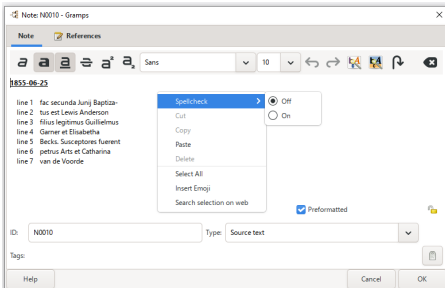 Note: N0010 - Gramps
Note References
a a a a a a Sans 10
1855-06-25
line 1 fac secunda Junij Baptiza-
line 2 tus est Lewis Anderson
line 3 filius legitimus Guillielmus
line 4 Garner et Elisabetha
line 5 Becks. Susceptores fuerent
line 6 petrus Arts et Catharina
line 7 van de Voorde
Spellcheck
Off
On
Cut
Copy
Paste
Delete
Select All
Insert Emoji
Search selection on web
Preformatted
ID: N0010 Type: Source text
Tags:
Help Cancel OK